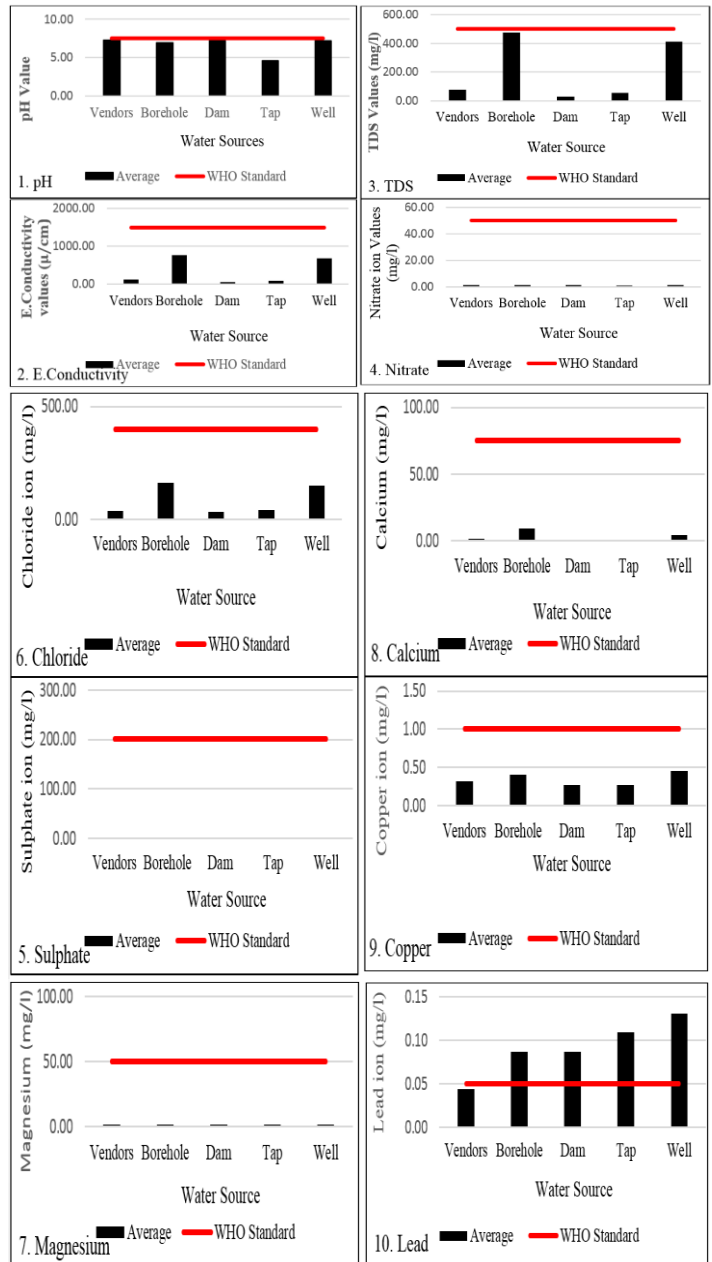 10.00
5.00
0.00
pH Value
Vendors Borehole Dam Tap Well
Water Sources
Average WHO Standard
1. pH
600.00
400.00
200.00
0.00
TDS Values (mg/l)
Vendors Borehole Dam Tap Well
Water Source
Average WHO Standard
3. TDS
2000.00
1000.00
0.00
E.Conductivity
values (µ/cm)
Vendors Borehole Dam Tap Well
Water Source
Average WHO Standard
2. E.Conductivity
60.00
40.00
20.00
0.00
Nitrate ion Values
(mg/l)
Vendors Borehole Dam Tap Well
Water Source
Average WHO Standard
4. Nitrate
500.00
0.00
Chloride ion (mg/l)
Vendors Borehole Dam Tap Well
Water Source
Average WHO Standard
6. Chloride
100.00
50.00
0.00
Calcium (mg/l)
Vendors Borehole Dam Tap Well
Water Source
Average WHO Standard
8. Calcium
300.00
200.00
100.00
0.00
Sulphate ion (mg/l)
Vendors Borehole Dam Tap Well
Water Source
Average WHO Standard
5. Sulphate
1.50
1.00
0.50
0.00
Copper ion (mg/l)
Vendors Borehole Dam Tap Well
Water Source
Average WHO Standard
9. Copper
100.00
50.00
0.00
Magnesium (mg/l)
Vendors Borehole Dam Tap Well
Water Source
Average WHO Standard
7. Magnesium
0.15
0.10
0.05
0.00
Lead ion (mg/l)
Vendors Borehole Dam Tap Well
Water Source
Average WHO Standard
10. Lead